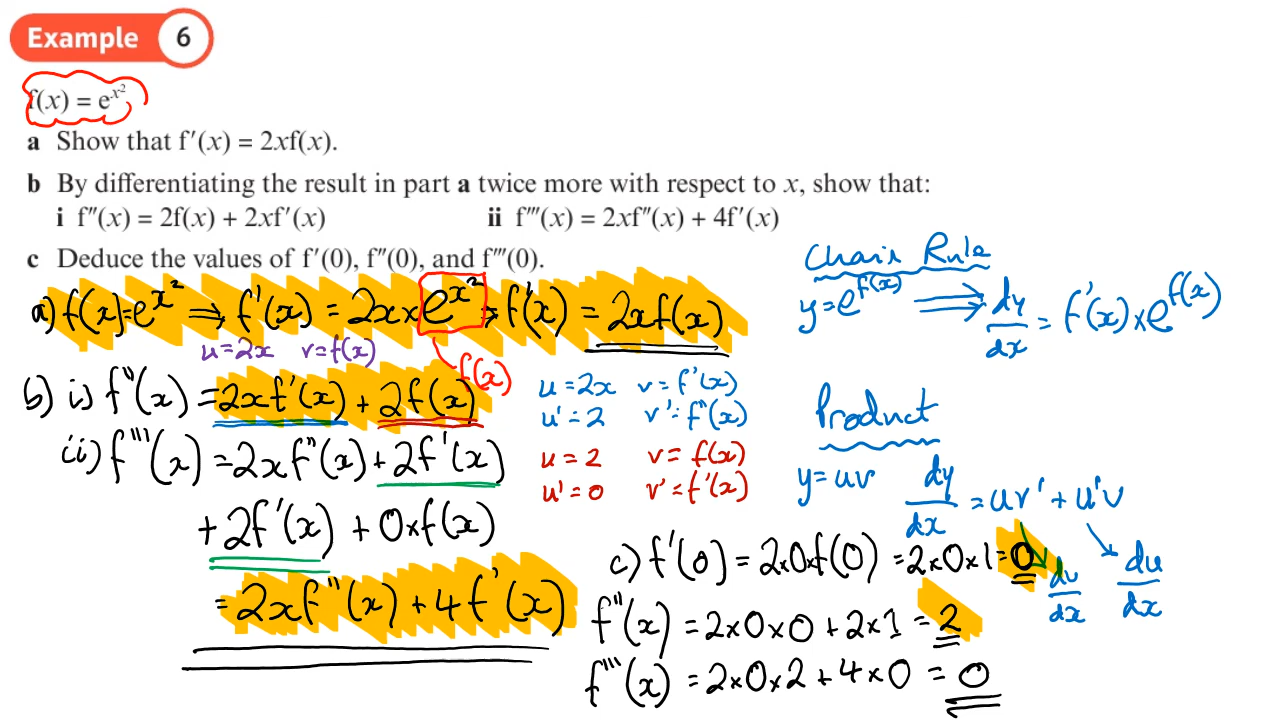 Example 6
f(x) = e^{x^2}
a Show that f′(x) = 2xf(x).
b By differentiating the result in part a twice more with respect to x, show that:
i f″(x) = 2f(x) + 2xf′(x) ii f‴(x) = 2xf″(x) + 4f′(x)
c Deduce the values of f′(0), f″(0), and f‴(0).
a) f(x)=e^{x^2} ⇒ f'(x) = 2x × e^{x^2} ⇒ f'(x) = 2xf(x)
u=2x v=f(x)
f(x)
b) i) f''(x) = 2xf'(x) + 2f(x)
ii) f'''(x) = 2xf''(x) + 2f'(x)
+ 2f'(x) + 0×f(x)
= 2xf''(x) + 4f'(x)
u=2x v=f'(x)
u'=2 v'=f''(x)
u=2 v=f(x)
u'=0 v'=f'(x)
Chain Rule
y=e^{f(x)} ⇒ dy/dx = f'(x)×e^{f(x)}
Product
y=uv dy/dx = uv' + u'v
dv/dx du/dx
c) f'(0) = 2×0×f(0) = 2×0×1 = 0
f''(x) = 2×0×0 + 2×1 = 2
f'''(x) = 2×0×2 + 4×0 = 0